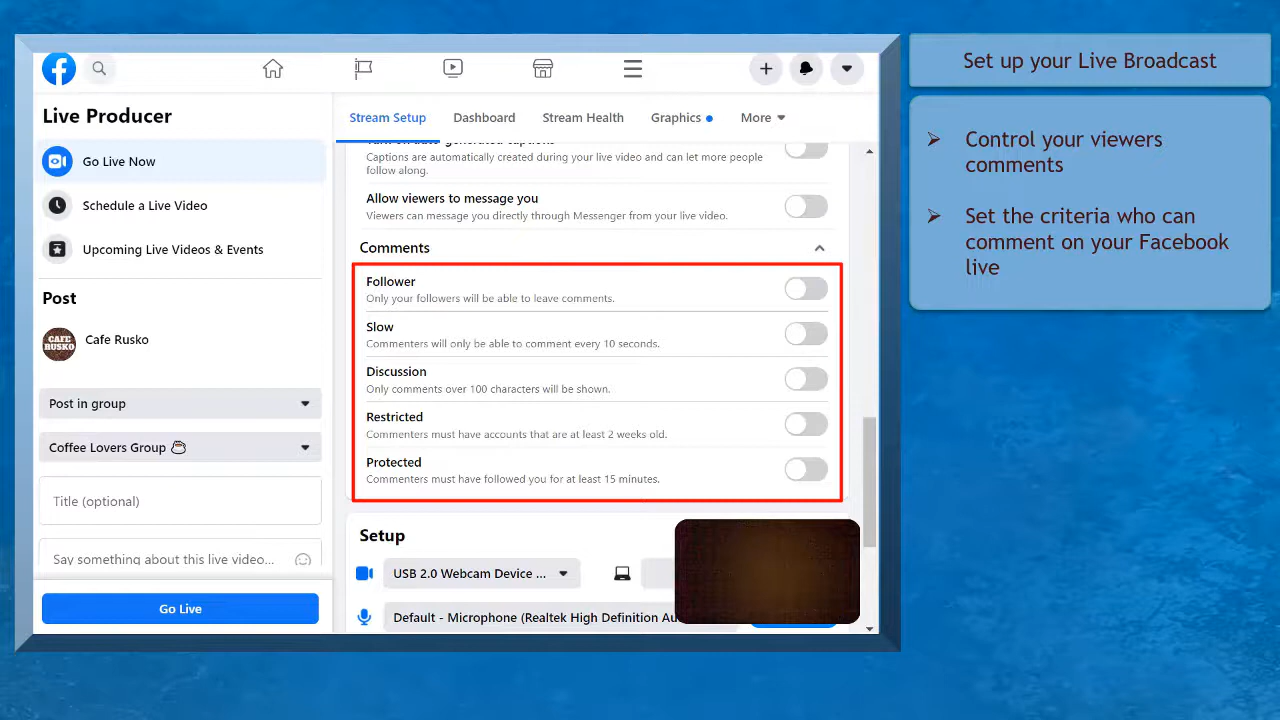 Live Producer
Go Live Now
Schedule a Live Video
Upcoming Live Videos & Events
Post
CAFE
RUSKO
Cafe Rusko
Post in group
Coffee Lovers Group
Title (optional)
Say something about this live video...
Go Live
Stream Setup Dashboard Stream Health Graphics More
Captions are automatically created during your live video and can let more people
follow along.
Allow viewers to message you
Viewers can message you directly through Messenger from your live video.
Comments
Follower
Only your followers will be able to leave comments.
Slow
Commenters will only be able to comment every 10 seconds.
Discussion
Only comments over 100 characters will be shown.
Restricted
Commenters must have accounts that are at least 2 weeks old.
Protected
Commenters must have followed you for at least 15 minutes.
Setup
USB 2.0 Webcam Device ...
Default - Microphone (Realtek High Definition Au
Set up your Live Broadcast
Control your viewers
comments
Set the criteria who can
comment on your Facebook
live